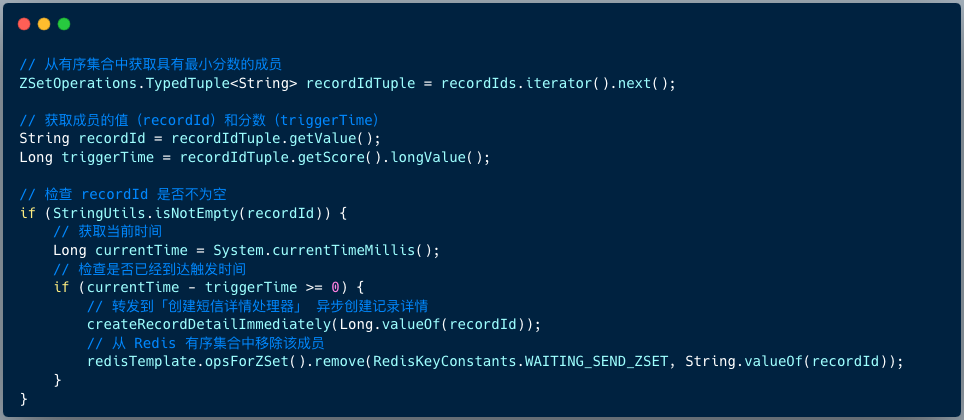 // 从有序集合中获取具有最小分数的成员
ZSetOperations.TypedTuple<String> recordIdTuple = recordIds.iterator().next();
// 获取成员的值（recordId）和分数（triggerTime）
String recordId = recordIdTuple.getValue();
Long triggerTime = recordIdTuple.getScore().longValue();
// 检查 recordId 是否不为空
if (StringUtils.isNotEmpty(recordId)) {
    // 获取当前时间
    Long currentTime = System.currentTimeMillis();
    // 检查是否已经到达触发时间
    if (currentTime - triggerTime >= 0) {
        // 转发到「创建短信详情处理器」 异步创建记录详情
        createRecordDetailImmediately(Long.valueOf(recordId));
        // 从 Redis 有序集合中移除该成员
        redisTemplate.opsForZSet().remove(RedisKeyConstants.WAITING_SEND_ZSET, String.valueOf(recordId));
    }
}